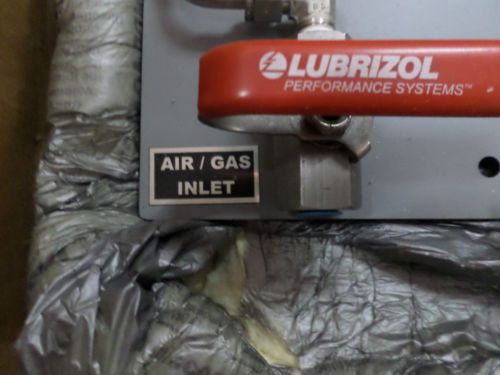 LUBRIZOL
PERFORMANCE SYSTEMS™
AIR / GAS
INLET